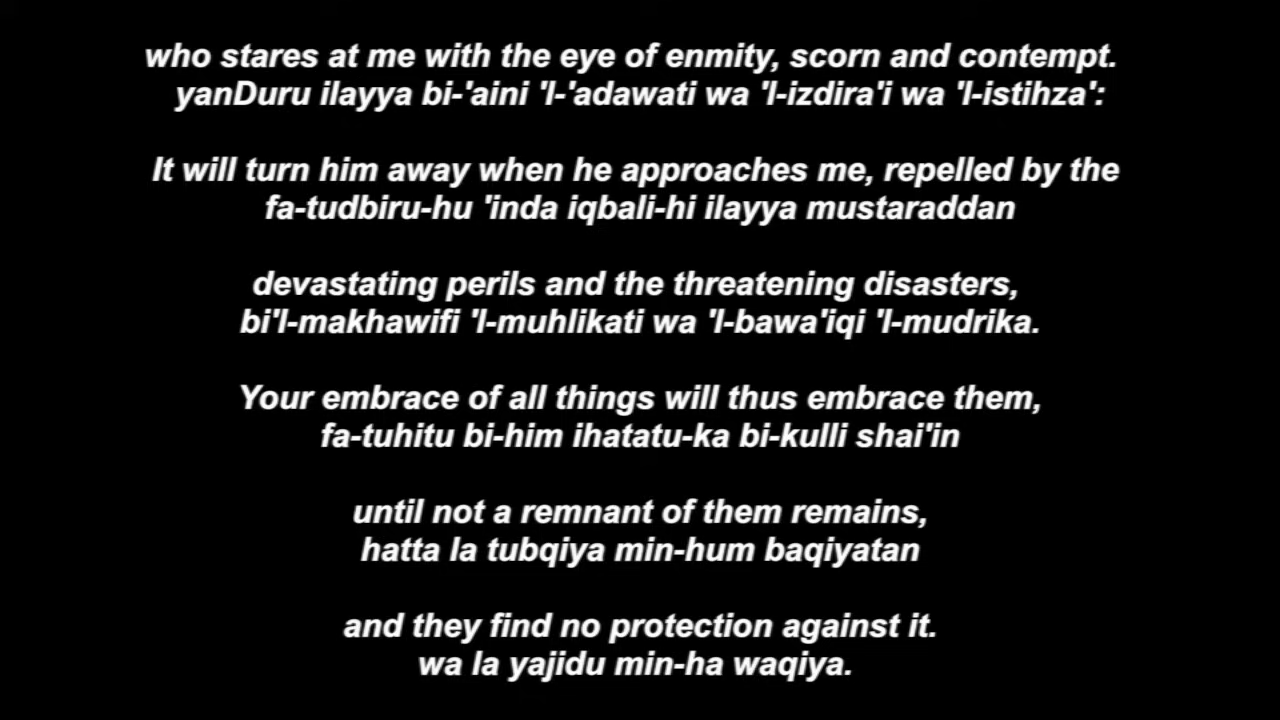 who stares at me with the eye of enmity, scorn and contempt.
yanDuru ilayya bi-'aini 'l-'adawati wa 'l-izdira'i wa 'l-istihza':
It will turn him away when he approaches me, repelled by the
fa-tudbiru-hu 'inda iqbali-hi ilayya mustaraddan
devastating perils and the threatening disasters,
bi'l-makhawifi 'l-muhlikati wa 'l-bawa'iqi 'l-mudrika.
Your embrace of all things will thus embrace them,
fa-tuhitu bi-him ihatatu-ka bi-kulli shai'in
until not a remnant of them remains,
hatta la tubqiya min-hum baqiyatan
and they find no protection against it.
wa la yajidu min-ha waqiya.